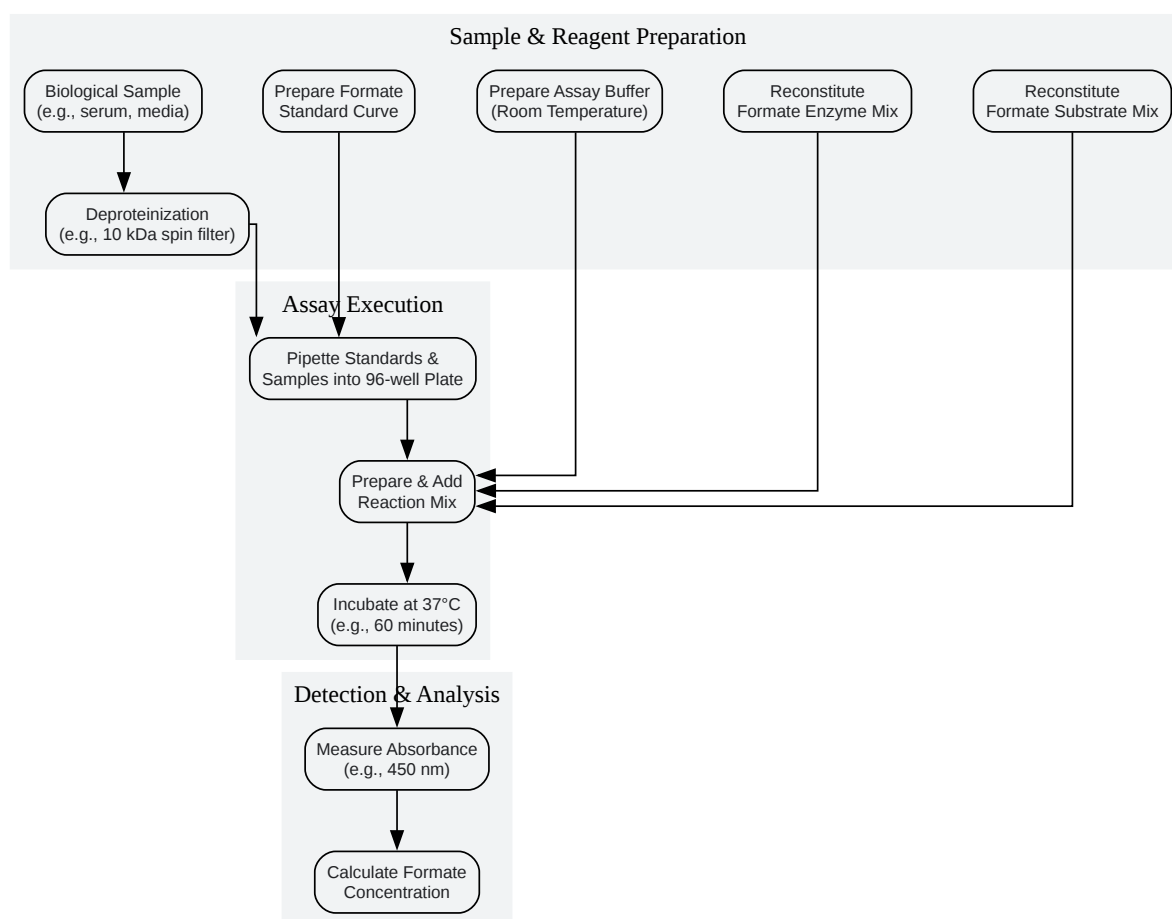 Sample & Reagent Preparation
Biological Sample
(e.g., serum, media)
Prepare Formate
Standard Curve
Prepare Assay Buffer
(Room Temperature)
Reconstitute
Formate Enzyme Mix
Reconstitute
Formate Substrate Mix
Deproteinization
(e.g., 10 kDa spin filter)
Assay Execution
Pipette Standards &
Samples into 96-well Plate
Prepare & Add
Reaction Mix
Incubate at 37°C
(e.g., 60 minutes)
Detection & Analysis
Measure Absorbance
(e.g., 450 nm)
Calculate Formate
Concentration